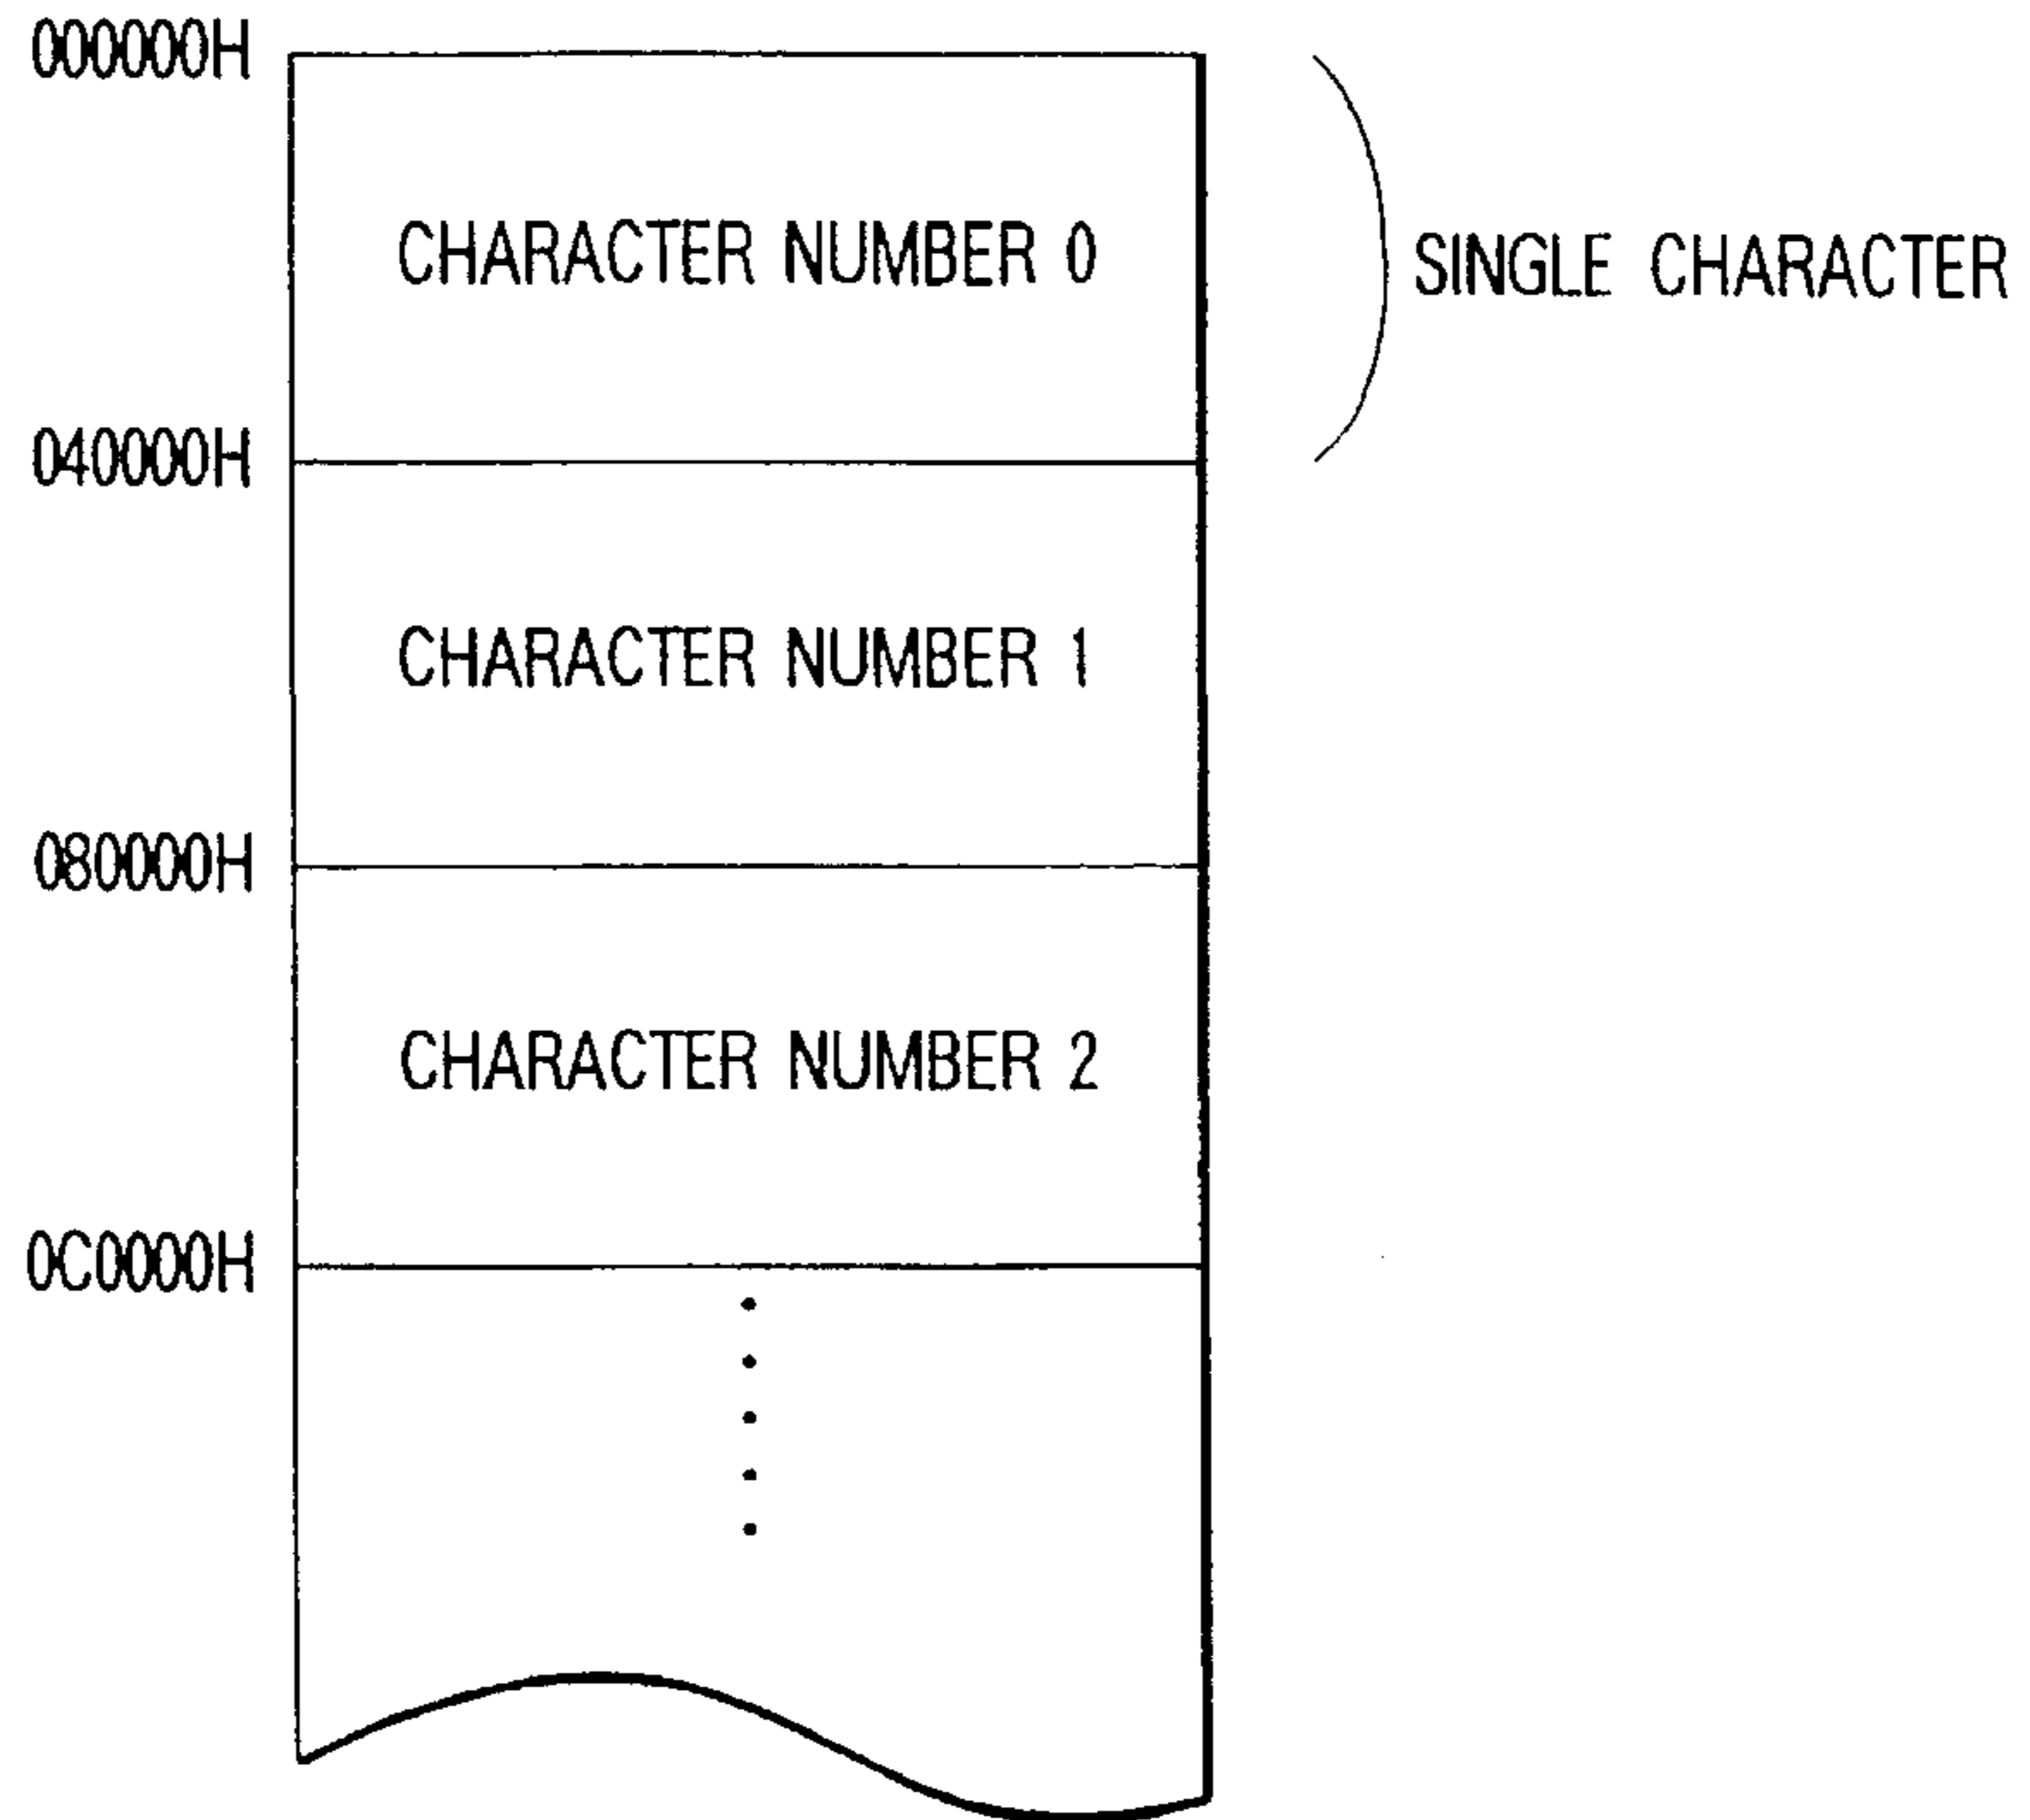 000000H
CHARACTER NUMBER 0
SINGLE CHARACTER
040000H
CHARACTER NUMBER 1
080000H
CHARACTER NUMBER 2
0C0000H